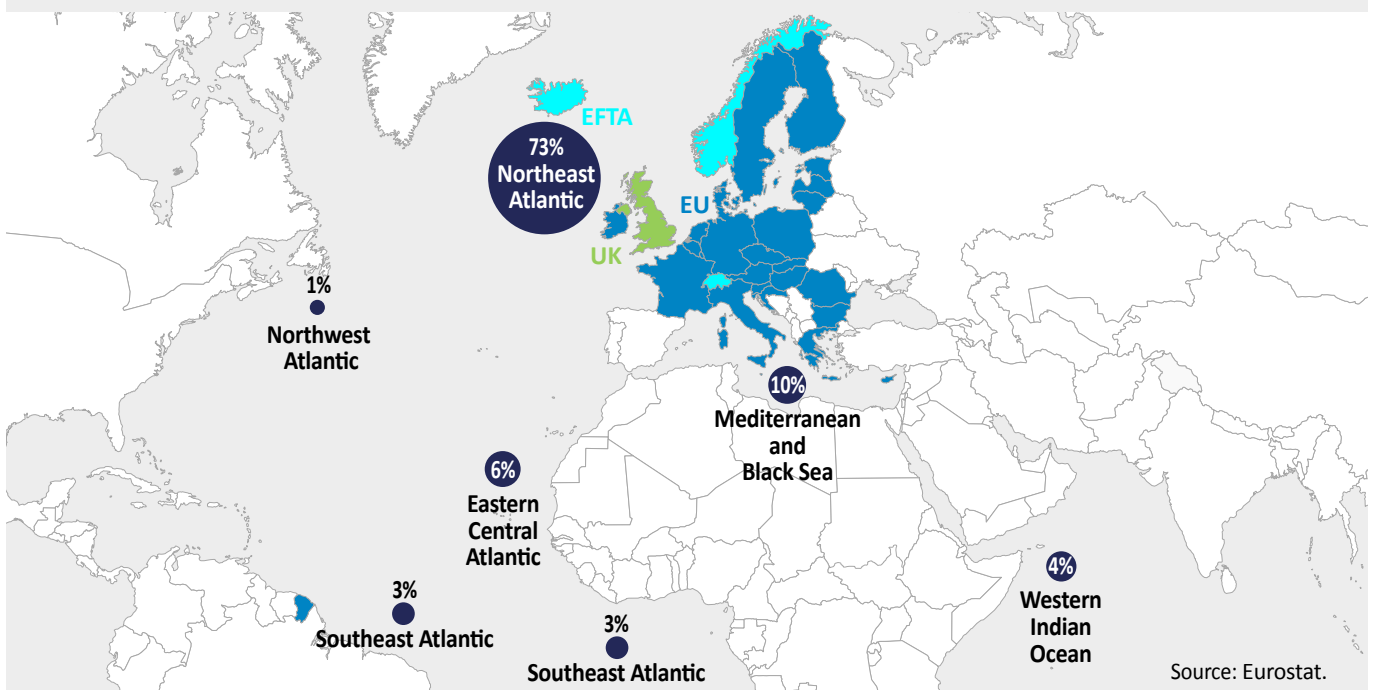 EFTA
73%
Northeast
Atlantic
EU
UK
1%
Northwest
Atlantic
10%
Mediterranean
and
Black Sea
6%
Eastern
Central
Atlantic
4%
Western
Indian
Ocean
3%
Southeast Atlantic
3%
Southeast Atlantic
Source: Eurostat.